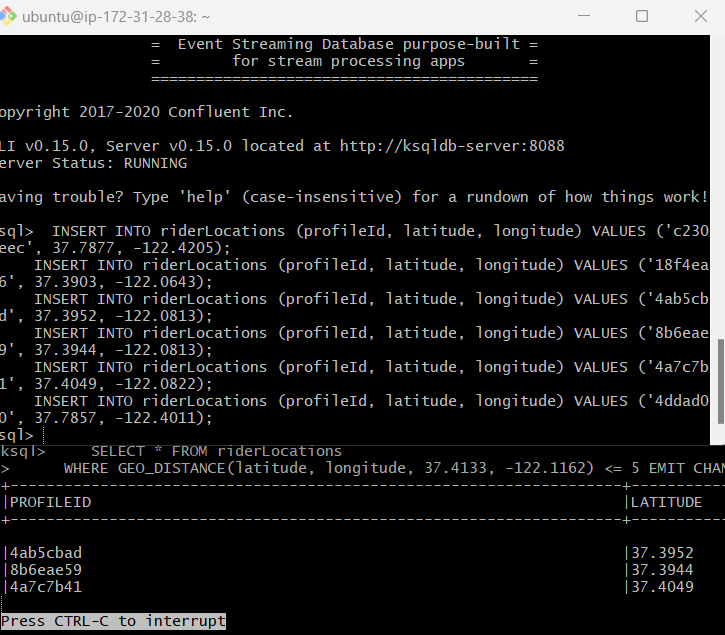 ubuntu@ip-172-31-28-38: ~
=  Event Streaming Database purpose-built =
=        for stream processing apps       =
===========================================
opyright 2017-2020 Confluent Inc.
LI v0.15.0, Server v0.15.0 located at http://ksqldb-server:8088
erver Status: RUNNING
aving trouble? Type 'help' (case-insensitive) for a rundown of how things work!
sql>  INSERT INTO riderLocations (profileId, latitude, longitude) VALUES ('c230
eec', 37.7877, -122.4205);
INSERT INTO riderLocations (profileId, latitude, longitude) VALUES ('18f4ea
6', 37.3903, -122.0643);
INSERT INTO riderLocations (profileId, latitude, longitude) VALUES ('4ab5cb
d', 37.3952, -122.0813);
INSERT INTO riderLocations (profileId, latitude, longitude) VALUES ('8b6eae
9', 37.3944, -122.0813);
INSERT INTO riderLocations (profileId, latitude, longitude) VALUES ('4a7c7b
1', 37.4049, -122.0822);
INSERT INTO riderLocations (profileId, latitude, longitude) VALUES ('4ddad0
0', 37.7857, -122.4011);
sql>
ksql>     SELECT * FROM riderLocations
>      WHERE GEO_DISTANCE(latitude, longitude, 37.4133, -122.1162) <= 5 EMIT CHAN
+--------------------------------------------------------------------+----------
|PROFILEID |LATITUDE
+--------------------------------------------------------------------+----------
|4ab5cbad |37.3952
|8b6eae59 |37.3944
|4a7c7b41 |37.4049
Press CTRL-C to interrupt